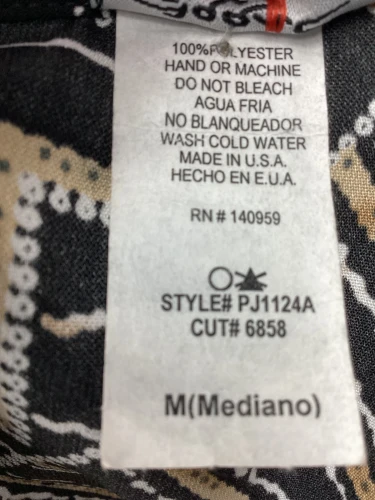 100% POLYESTER
HAND OR MACHINE
DO NOT BLEACH
AGUA FRIA
NO BLANQUEADOR
WASH COLD WATER
MADE IN U.S.A.
HECHO EN E.U.A.
RN # 140959
STYLE# PJ1124A
CUT# 6858
M(Mediano)